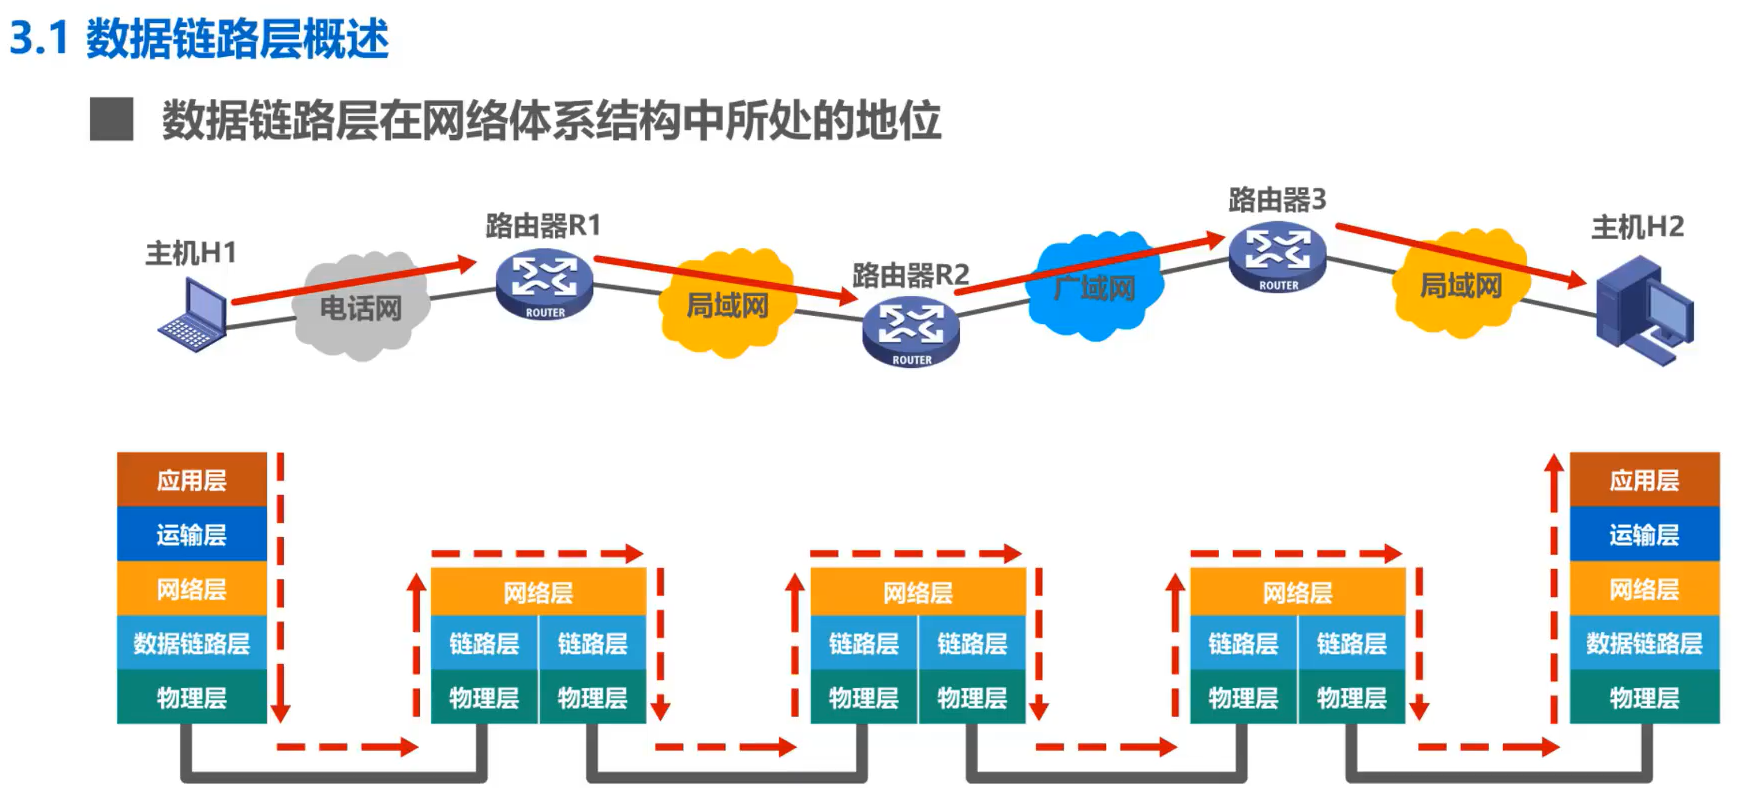 3.1 数据链路层概述
数据链路层在网络体系结构中所处的地位
主机H1
电话网
路由器R1
ROUTER
局域网
路由器R2
ROUTER
广域网
路由器3
ROUTER
局域网
主机H2
应用层
运输层
网络层
数据链路层
物理层
网络层
链路层 链路层
物理层 物理层
网络层
链路层 链路层
物理层 物理层
网络层
链路层 链路层
物理层 物理层
应用层
运输层
网络层
数据链路层
物理层